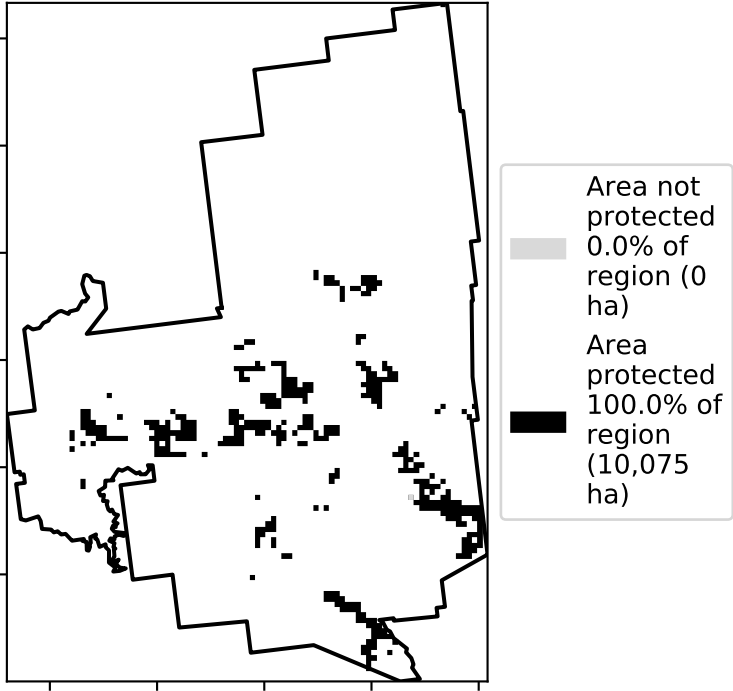 Area not
protected
0.0% of
region (0
ha)
Area
protected
100.0% of
region
(10,075
ha)